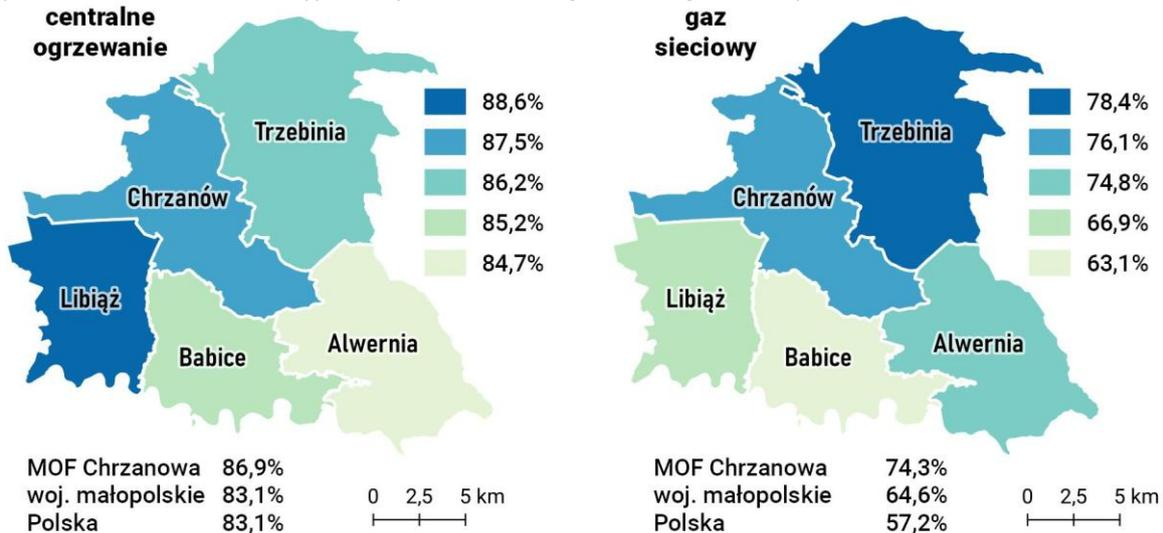 centralne
ogrzewanie
88,6%
87,5%
86,2%
85,2%
84,7%
Trzebinia
Chrzanów
Libiąż
Babice
Alwernia
MOF Chrzanowa 86,9%
woj. małopolskie 83,1%
Polska 83,1%
0 2,5 5 km
gaz
sieciowy
78,4%
76,1%
74,8%
66,9%
63,1%
Trzebinia
Chrzanów
Libiąż
Babice
Alwernia
MOF Chrzanowa 74,3%
woj. małopolskie 64,6%
Polska 57,2%
0 2,5 5 km